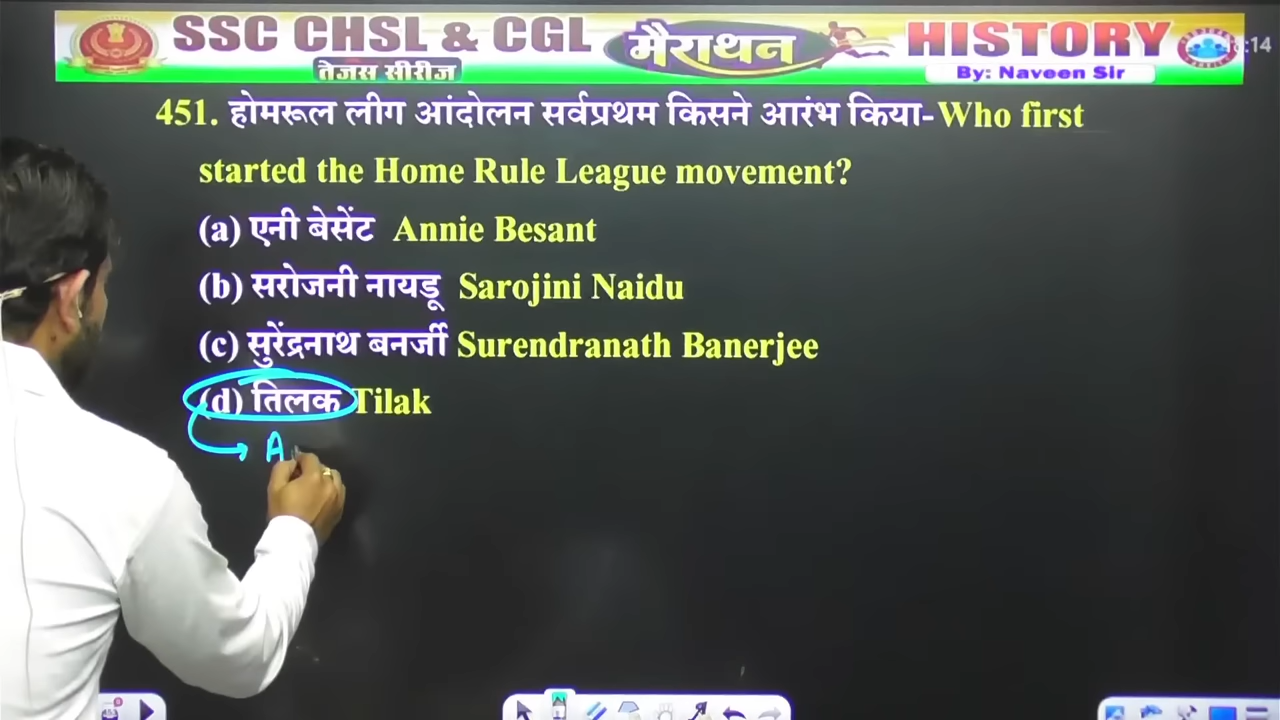 SSC CHSL & CGL मैराथन HISTORY
तेजस सीरीज By: Naveen Sir
451. होमरूल लीग आंदोलन सर्वप्रथम किसने आरंभ किया-Who first
started the Home Rule League movement?
(a) एनी बेसेंट Annie Besant
(b) सरोजनी नायडू Sarojini Naidu
(c) सुरेंद्रनाथ बनर्जी Surendranath Banerjee
(d) तिलक Tilak
A